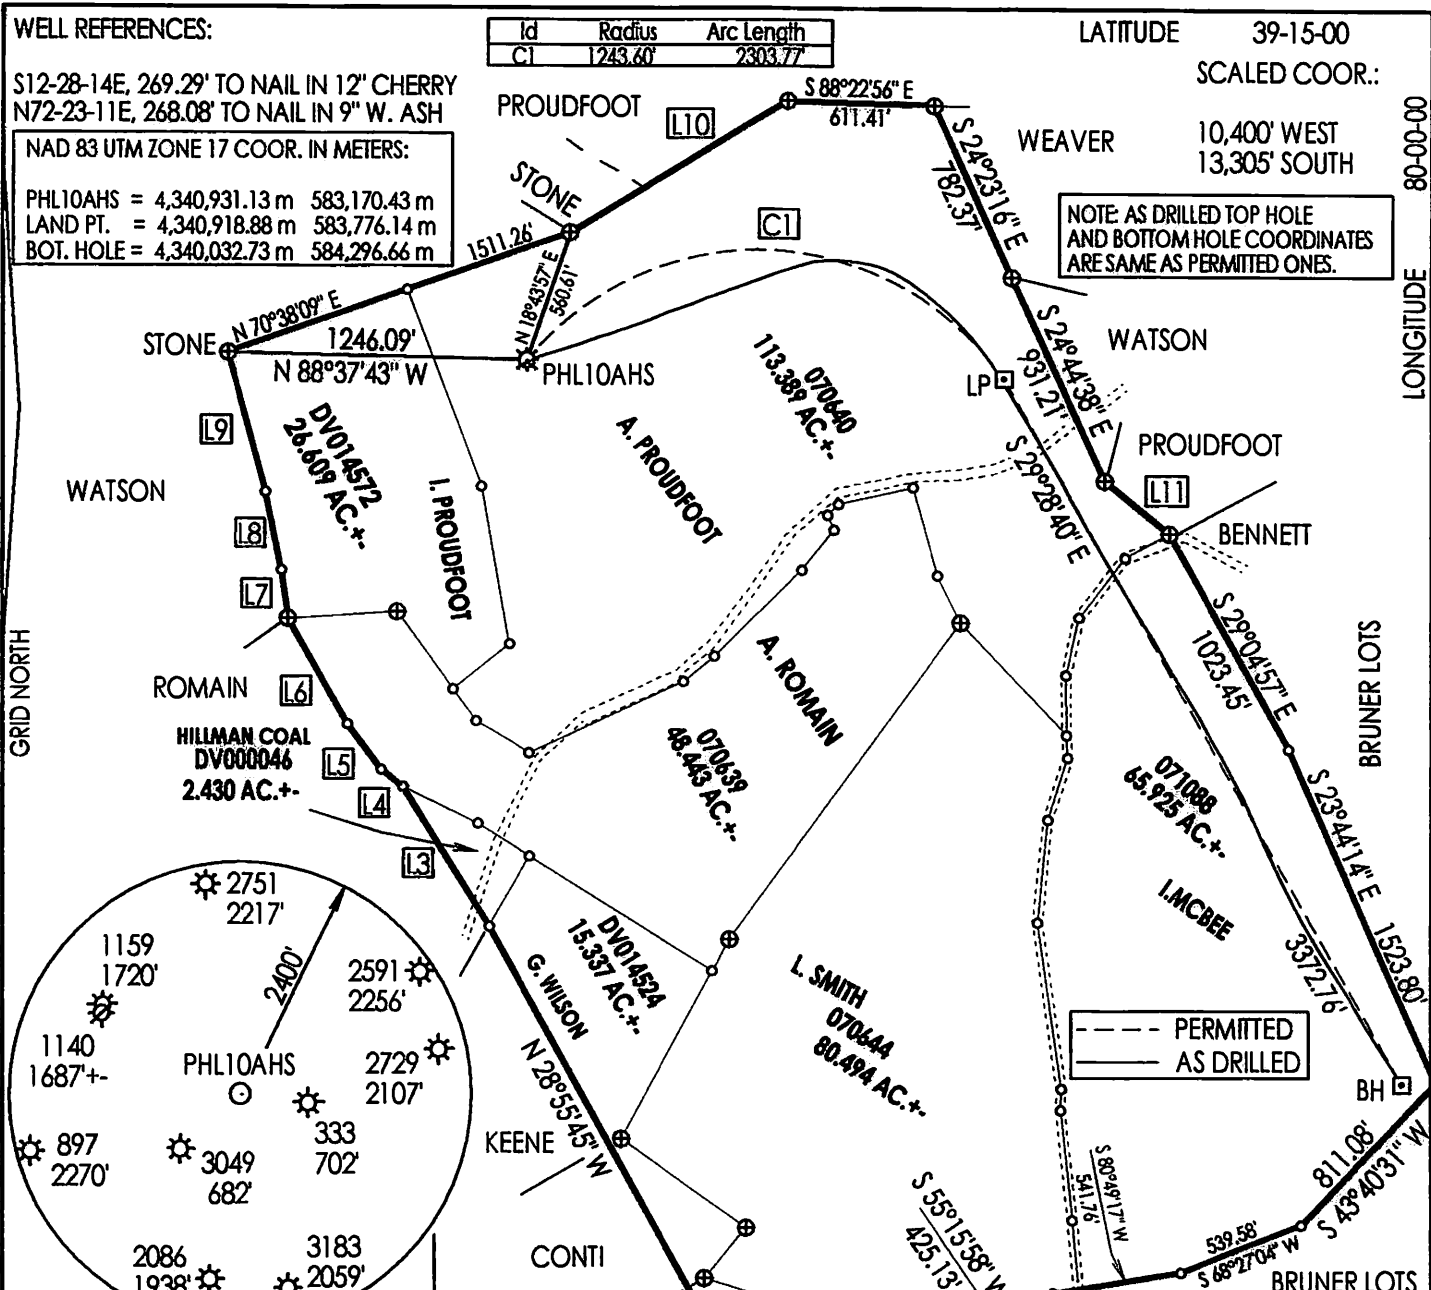 WELL REFERENCES:
S12-28-14E, 269.29' TO NAIL IN 12" CHERRY
N72-23-11E, 268.08' TO NAIL IN 9" W. ASH
NAD 83 UTM ZONE 17 COOR. IN METERS:
PHL10AHS = 4,340,931.13 m 583,170.43 m
LAND PT. = 4,340,918.88 m 583,776.14 m
BOT. HOLE = 4,340,032.73 m 584,296.66 m
Id Radius Arc Length
C1 1243.60' 2303.77'
LATITUDE 39-15-00
SCALED COOR.:
10,400' WEST
13,305' SOUTH
LONGITUDE 80-00-00
NOTE: AS DRILLED TOP HOLE
AND BOTTOM HOLE COORDINATES
ARE SAME AS PERMITTED ONES.
PROUDFOOT
L10
S 88°22'56" E
611.41'
WEAVER
S 24°23'16" E
782.37'
STONE
1511.26'
N 70°38'09" E
N 18°43'57" E
560.61'
C1
STONE
1246.09'
N 88°37'43" W
PHL10AHS
LP
S 24°44'38" E
931.21'
WATSON
L9
WATSON
DV014572
26.609 AC.+-
I. PROUDFOOT
A. PROUDFOOT
070640
113.389 AC.+-
S 29°28'40" E
PROUDFOOT
L11
BENNETT
L8
L7
GRID NORTH
ROMAIN
L6
HILLMAN COAL
DV000046
2.430 AC.+-
L5
L4
L3
A. ROMAIN
070639
48.443 AC.+-
S 29°04'57" E
1023.45'
BRUNER LOTS
071088
65.925 AC.+-
I.MCBEE
S 23°44'14" E
1523.80'
3372.76'
DV014524
15.337 AC.+-
G. WILSON
N 28°55'45" W
L. SMITH
070644
80.494 AC.+-
PERMITTED
AS DRILLED
BH
811.08'
S 43°40'31" W
539.58'
S 68°27'04" W
S 80°49'17" W
541.76'
S 55°15'58" W
425.13'
BRUNER LOTS
KEENE
CONTI
2751
2217'
1159
1720'
2400'
2591
2256'
1140
1687'+-
PHL10AHS
2729
2107'
333
702'
897
2270'
3049
682'
2086
1938'
3183
2059'